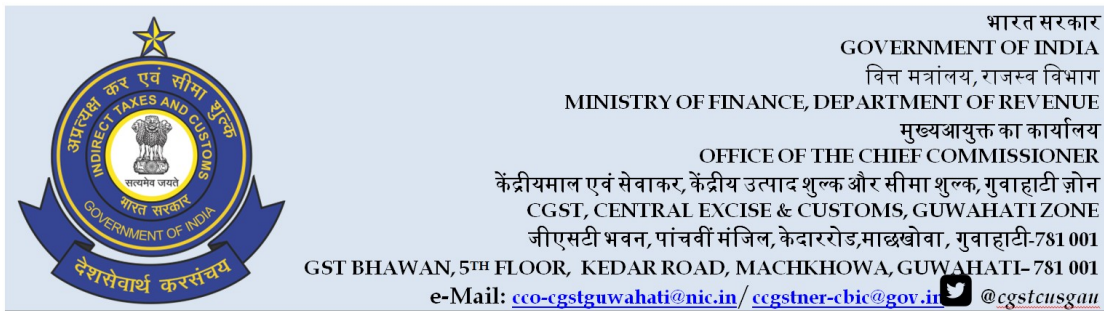 अप्रत्यक्ष कर एवं सीमा शुल्क
INDIRECT TAXES AND CUSTOMS
सत्यमेव जयते
भारत सरकार
GOVERNMENT OF INDIA
देशसेवार्थ करसंचय
भारत सरकार
GOVERNMENT OF INDIA
वित्त मत्रांलय, राजस्व विभाग
MINISTRY OF FINANCE, DEPARTMENT OF REVENUE
मुख्यआयुक्त का कार्यालय
OFFICE OF THE CHIEF COMMISSIONER
केंद्रीयमाल एवं सेवाकर, केंद्रीय उत्पाद शुल्क और सीमा शुल्क, गुवाहाटी ज़ोन
CGST, CENTRAL EXCISE & CUSTOMS, GUWAHATI ZONE
जीएसटी भवन, पांचवीं मंजिल, केदाररोड,माछखोवा, गुवाहाटी-781 001
GST BHAWAN, 5TH FLOOR, KEDAR ROAD, MACHKHOWA, GUWAHATI– 781 001
e-Mail: cco-cgstguwahati@nic.in/ ccgstner-cbic@gov.in @cgstcusgau